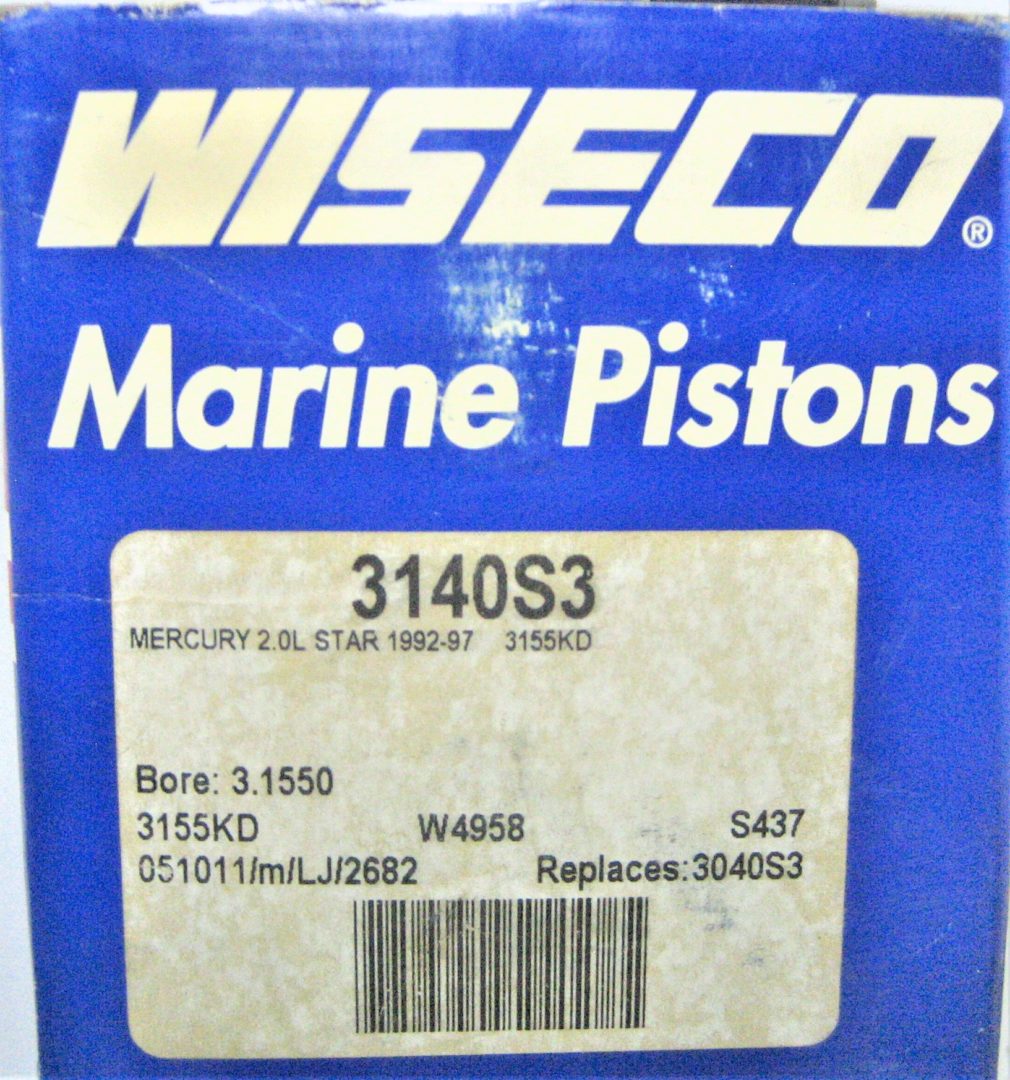 WISECO®
Marine Pistons
3140S3
MERCURY 2.0L STAR 1992-97 3155KD
Bore: 3.1550
3155KD W4958 S437
051011/m/LJ/2682 Replaces:3040S3